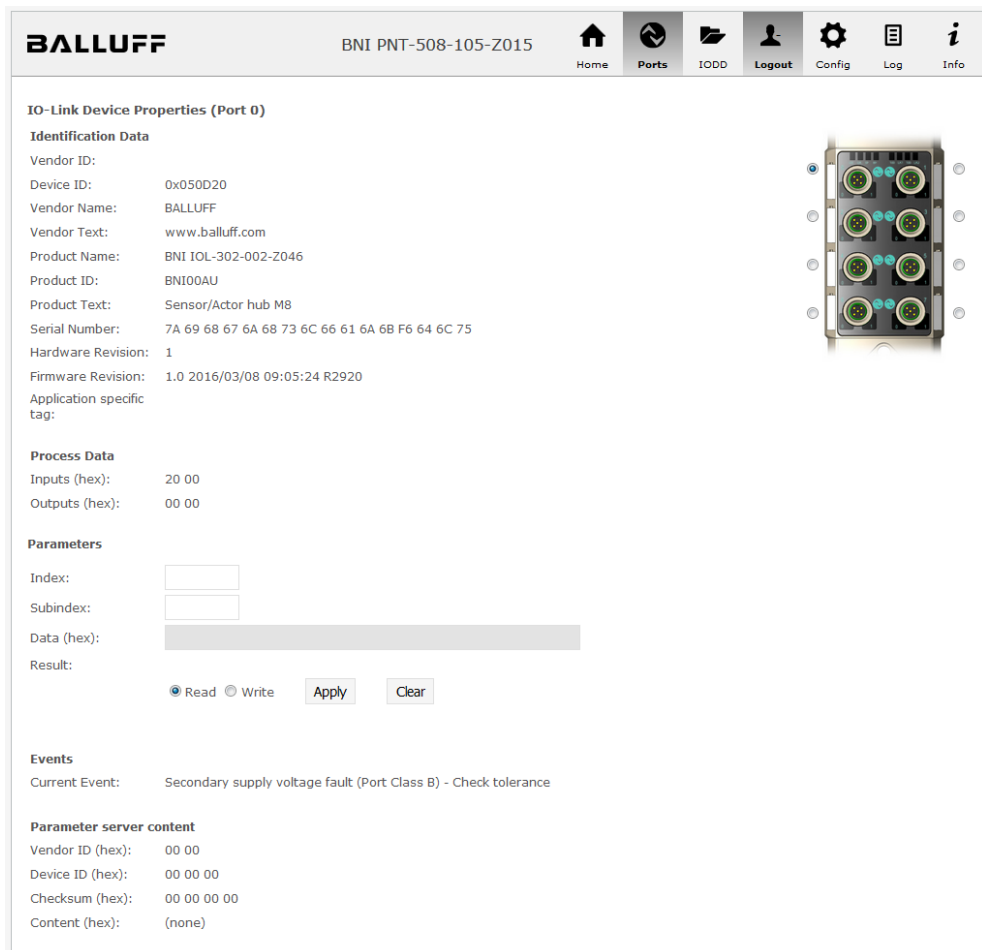 BALLUFF
BNI PNT-508-105-Z015
Home Ports IODD Logout Config Log Info
IO-Link Device Properties (Port 0)
Identification Data
Vendor ID:
Device ID: 0x050D20
Vendor Name: BALLUFF
Vendor Text: www.balluff.com
Product Name: BNI IOL-302-002-Z046
Product ID: BNI00AU
Product Text: Sensor/Actor hub M8
Serial Number: 7A 69 68 67 6A 68 73 6C 66 61 6A 6B F6 64 6C 75
Hardware Revision: 1
Firmware Revision: 1.0 2016/03/08 09:05:24 R2920
Application specific
tag:
Process Data
Inputs (hex): 20 00
Outputs (hex): 00 00
Parameters
Index:
Subindex:
Data (hex):
Result:
Read Write Apply Clear
Events
Current Event: Secondary supply voltage fault (Port Class B) - Check tolerance
Parameter server content
Vendor ID (hex): 00 00
Device ID (hex): 00 00 00
Checksum (hex): 00 00 00 00
Content (hex): (none)